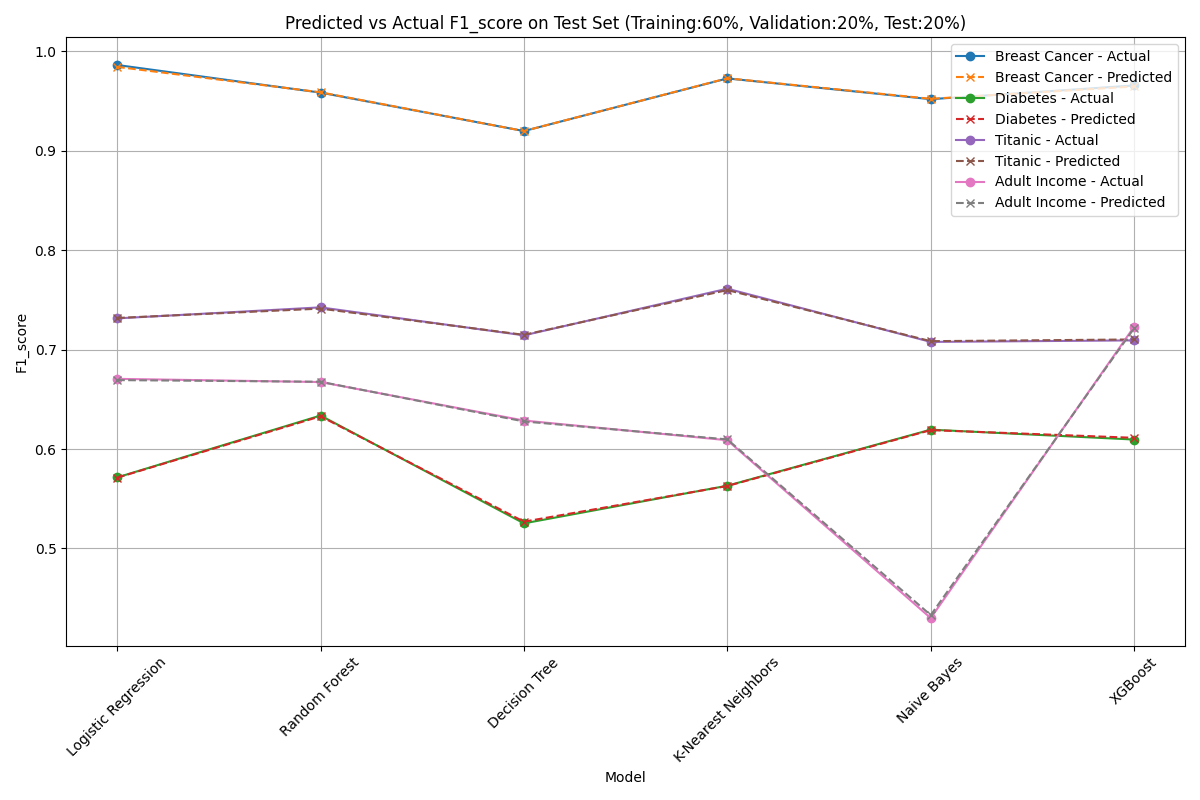 Predicted vs Actual F1_score on Test Set (Training:60%, Validation:20%, Test:20%)
1.0
0.9
0.8
0.7
0.6
0.5
F1_score
Breast Cancer - Actual
Breast Cancer - Predicted
Diabetes - Actual
Diabetes - Predicted
Titanic - Actual
Titanic - Predicted
Adult Income - Actual
Adult Income - Predicted
Logistic Regression
Random Forest
Decision Tree
K-Nearest Neighbors
Naive Bayes
XGBoost
Model